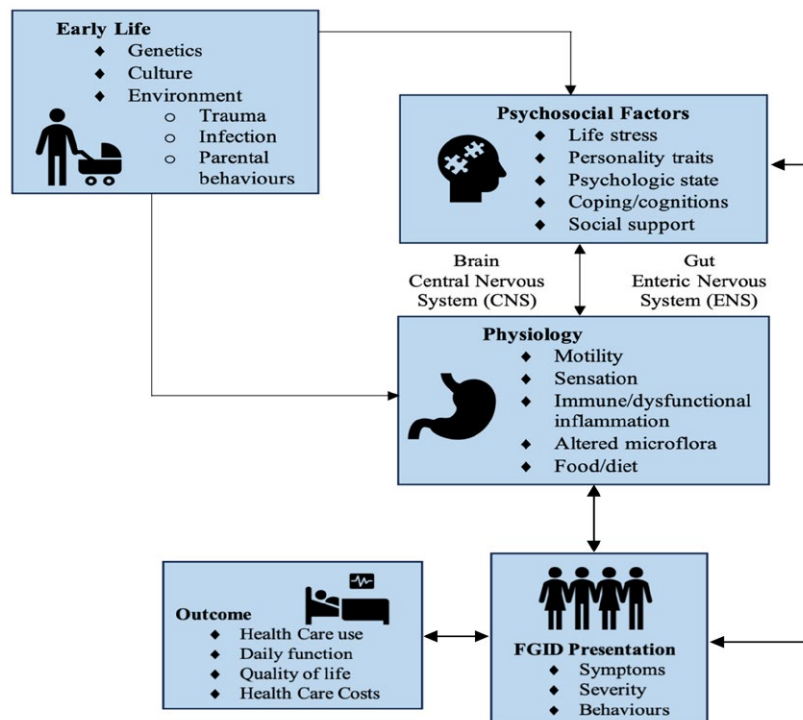 Early Life
◆ Genetics
◆ Culture
◆ Environment
○ Trauma
○ Infection
○ Parental
behaviours
Psychosocial Factors
◆ Life stress
◆ Personality traits
◆ Psychologic state
◆ Coping/cognitions
◆ Social support
Brain
Central Nervous
System (CNS)
Gut
Enteric Nervous
System (ENS)
Physiology
◆ Motility
◆ Sensation
◆ Immune/dysfunctional
inflammation
◆ Altered microflora
◆ Food/diet
Outcome
◆ Health Care use
◆ Daily function
◆ Quality of life
◆ Health Care Costs
FGID Presentation
◆ Symptoms
◆ Severity
◆ Behaviours